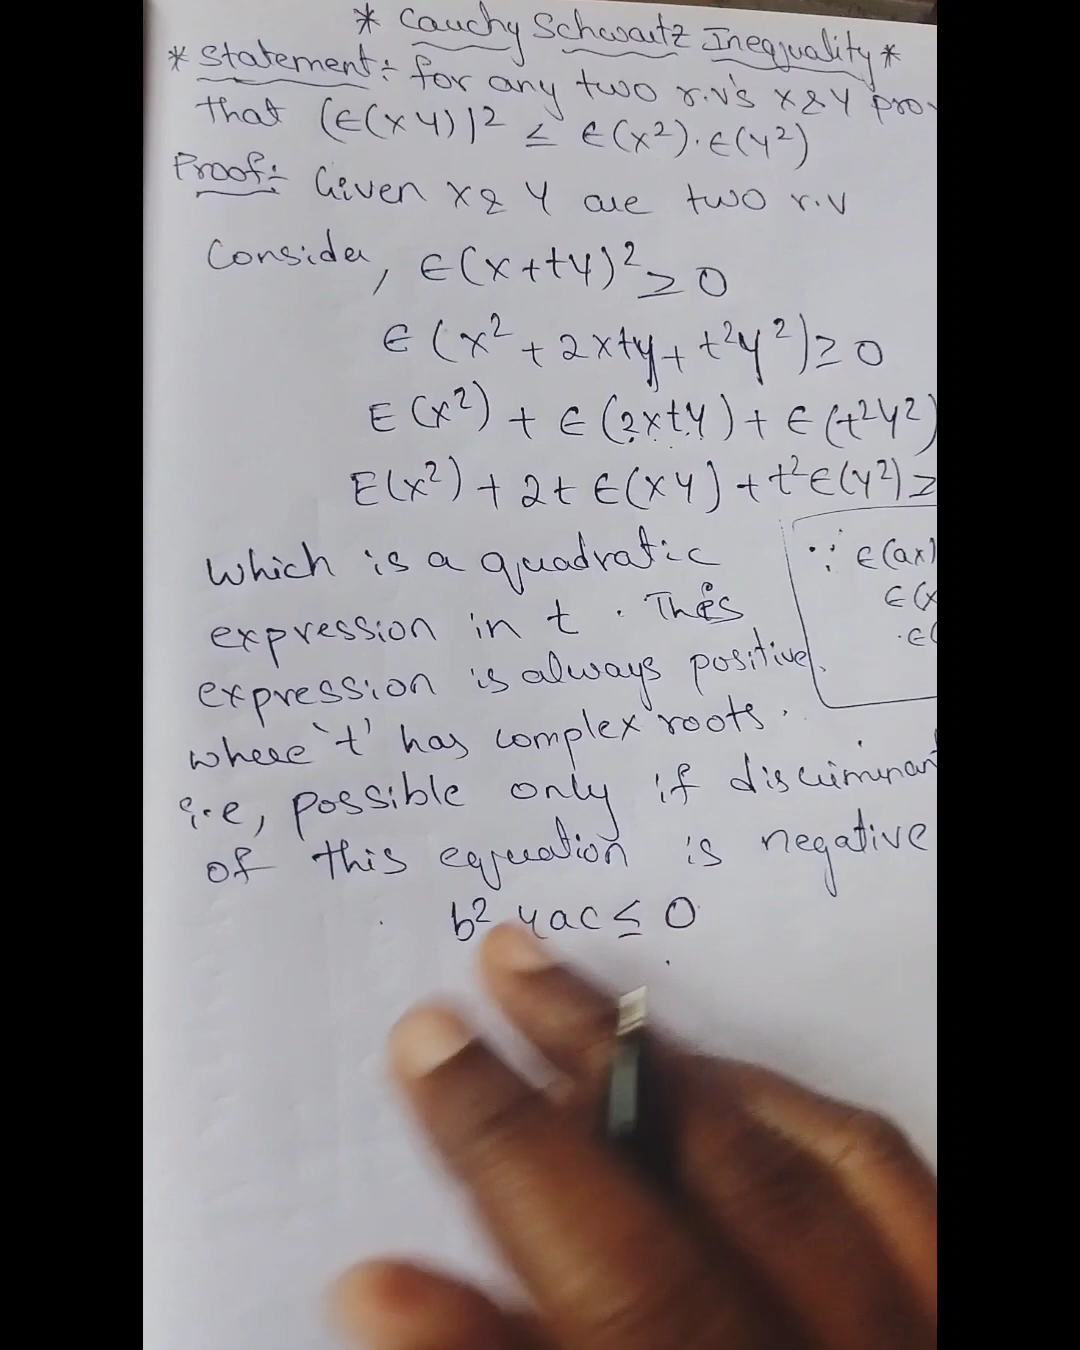 * Cauchy Schwartz Inequality *
* Statement:- for any two r.v's x & y pro
that (E(xy))² ≤ E(x²)·E(y²)
Proof:- Given x & y are two r.v
Consider, E(x+ty)² ≥ 0
E(x² + 2xty + t²y²) ≥ 0
E(x²) + E(2xty) + E(t²y²)
E(x²) + 2t E(xy) + t²E(y²) ≥
which is a quadratic
expression in t. This
expression is always positive.
where 't' has complex roots.
i.e, possible only if discriminant
of this equation is negative
b² 4ac ≤ 0
∵ E(ax)
E(x
E(